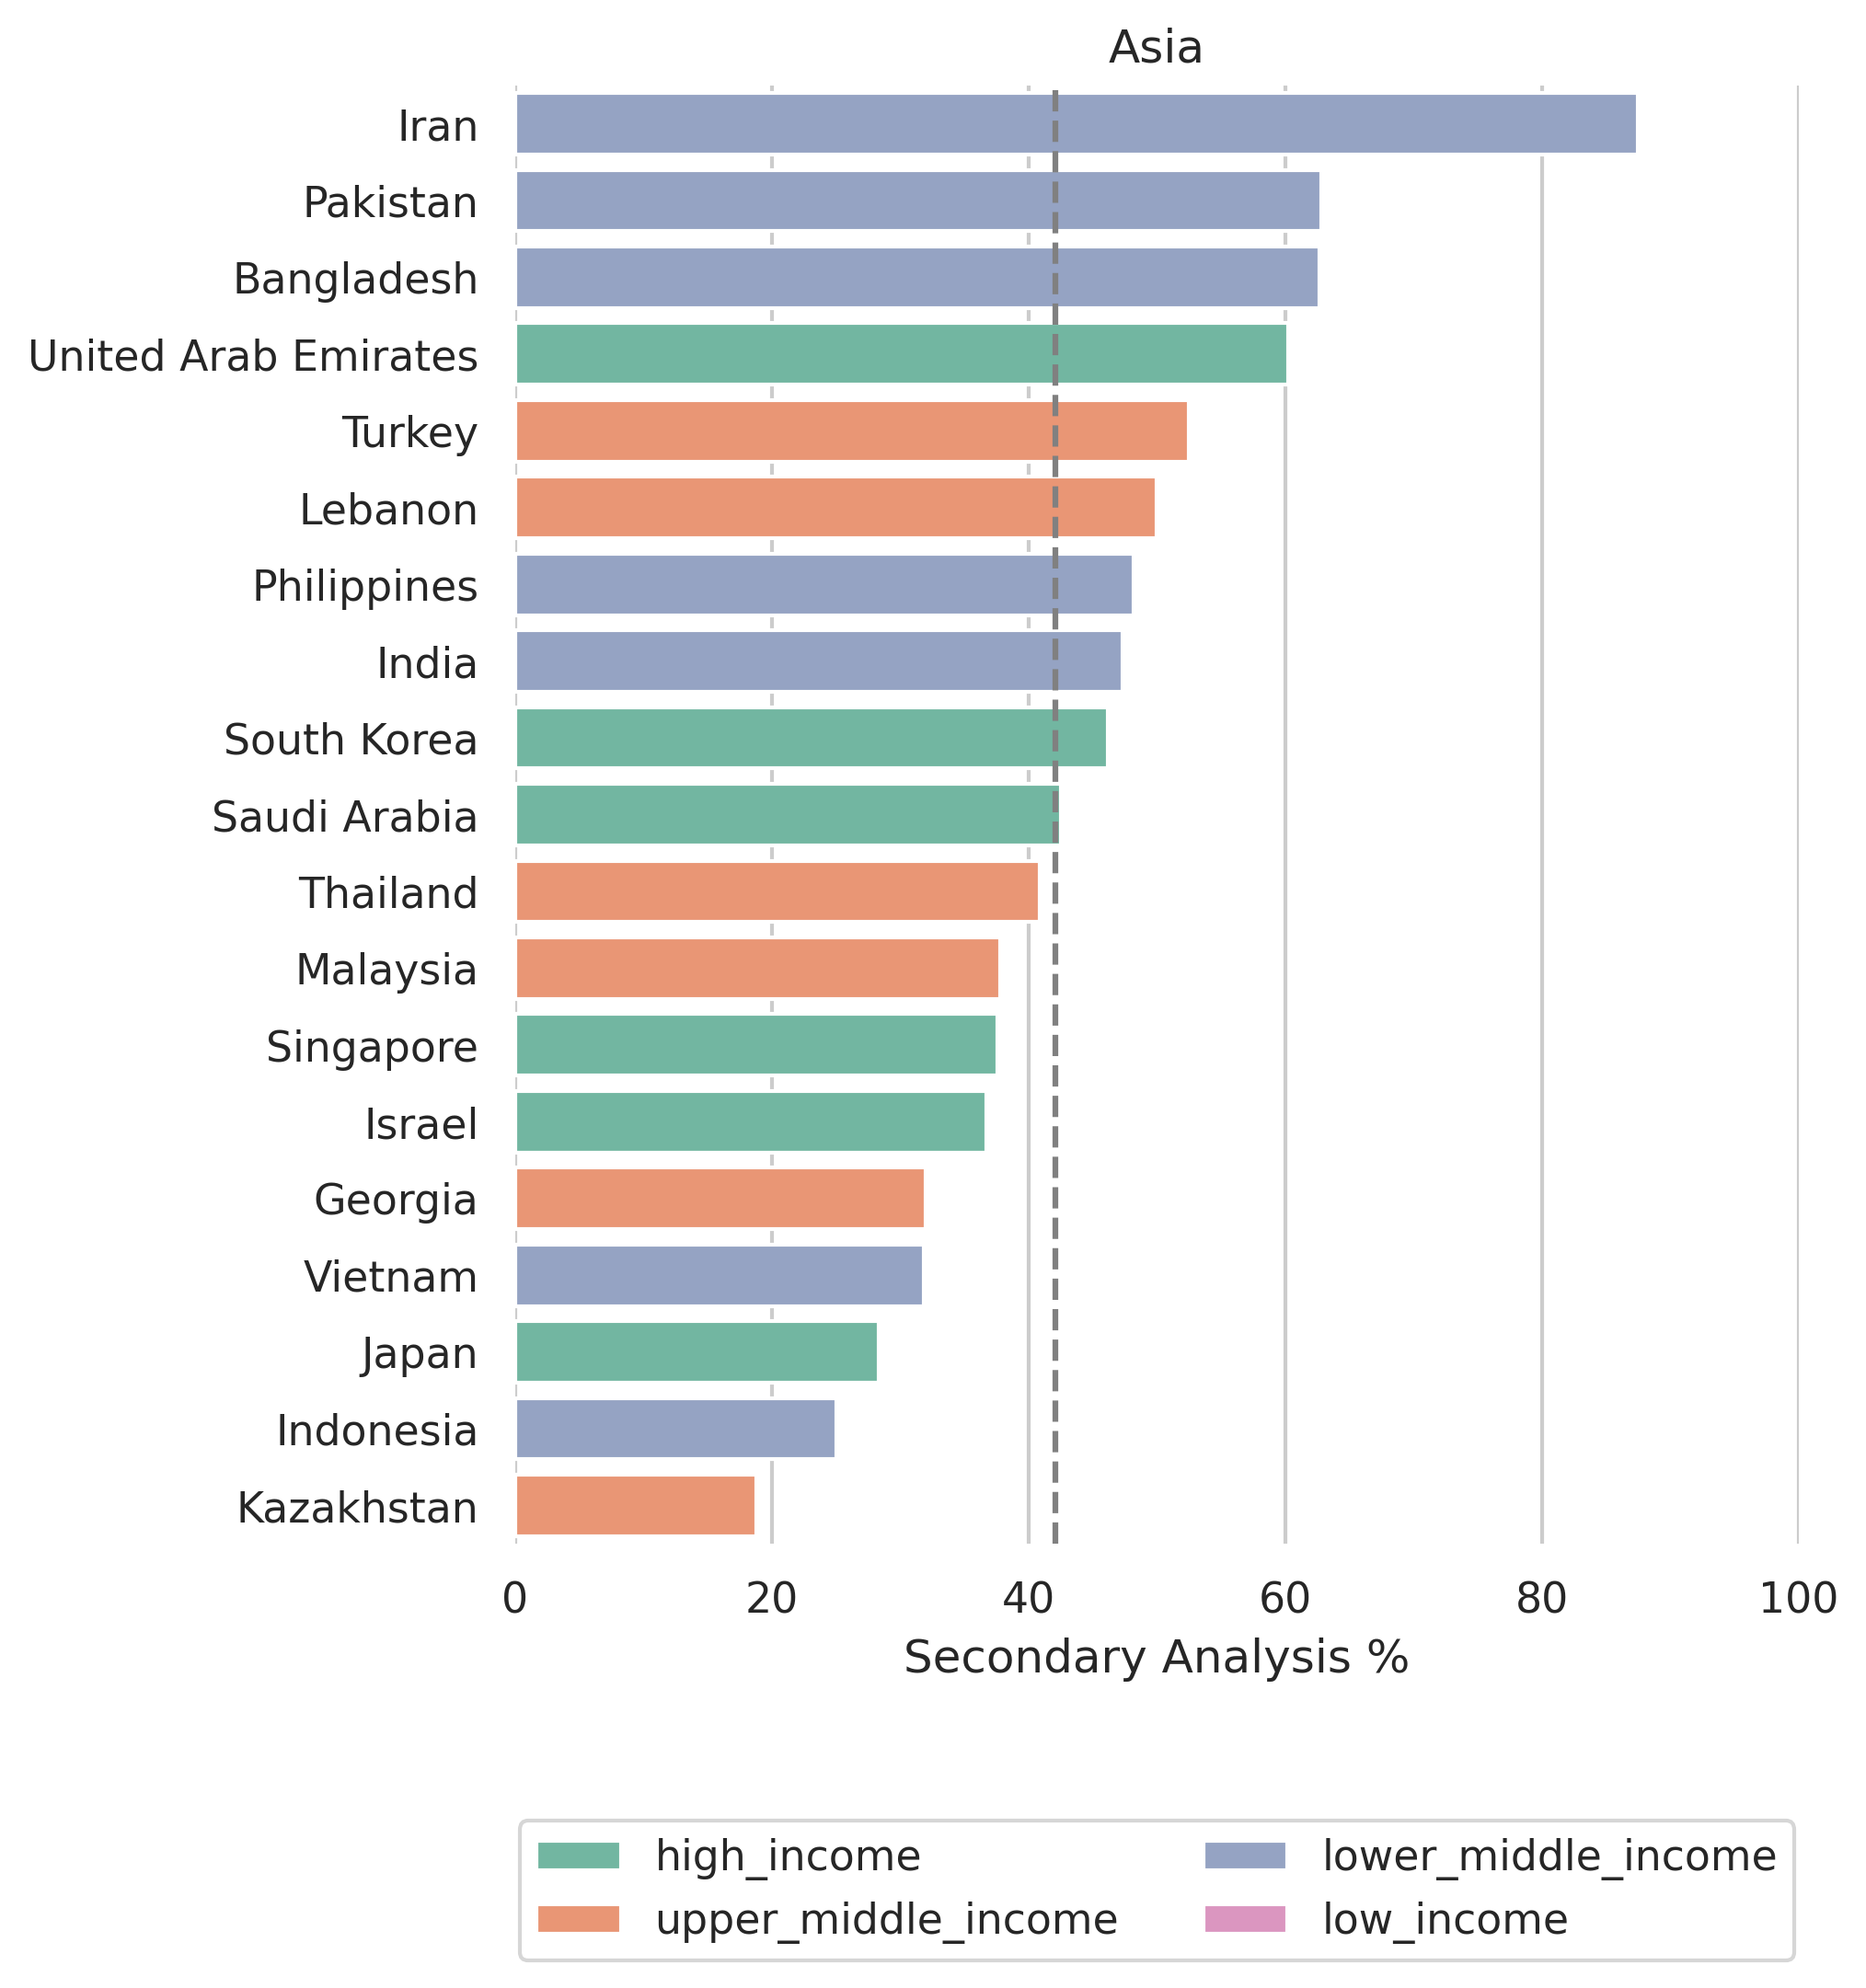 Asia
Iran
Pakistan
Bangladesh
United Arab Emirates
Turkey
Lebanon
Philippines
India
South Korea
Saudi Arabia
Thailand
Malaysia
Singapore
Israel
Georgia
Vietnam
Japan
Indonesia
Kazakhstan
0 20 40 60 80 100
Secondary Analysis %
high_income lower_middle_income
upper_middle_income low_income